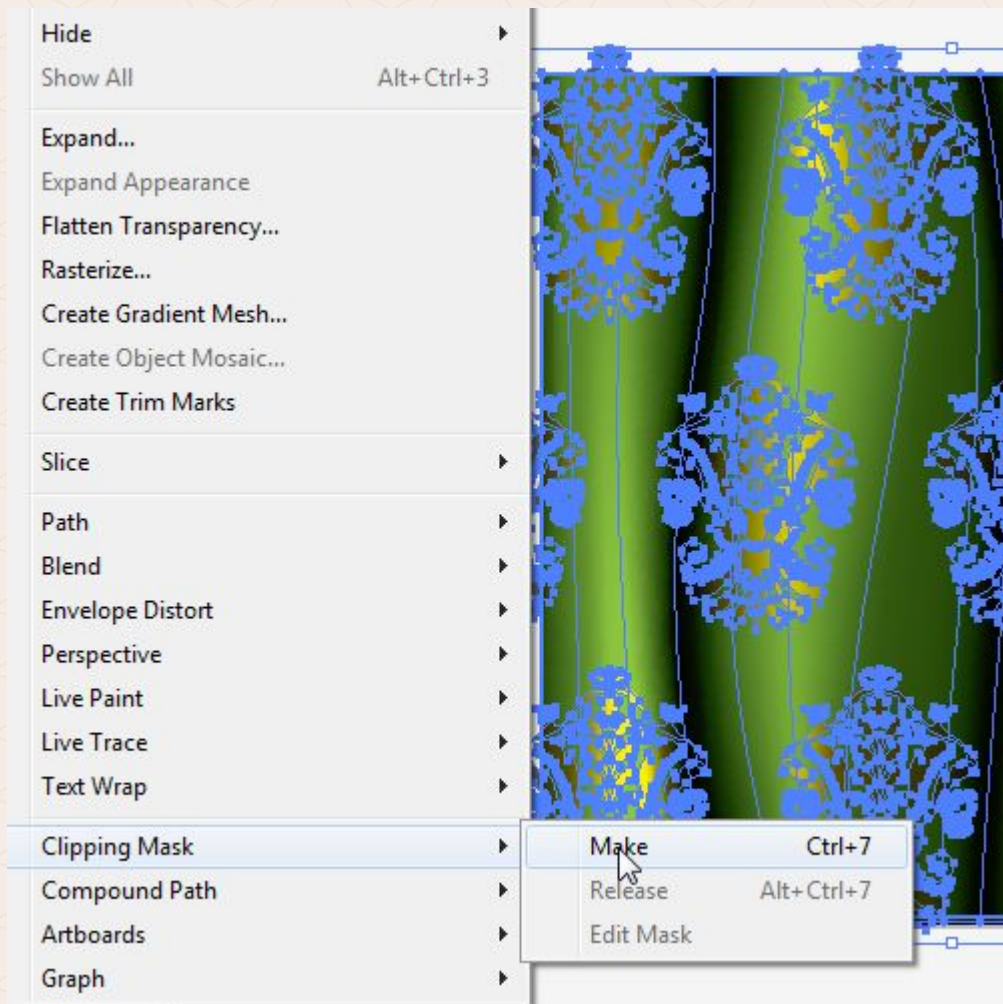 Hide
Show All Alt+Ctrl+3
Expand...
Expand Appearance
Flatten Transparency...
Rasterize...
Create Gradient Mesh...
Create Object Mosaic...
Create Trim Marks
Slice
Path
Blend
Envelope Distort
Perspective
Live Paint
Live Trace
Text Wrap
Clipping Mask
Make Ctrl+7
Compound Path
Release Alt+Ctrl+7
Artboards
Edit Mask
Graph